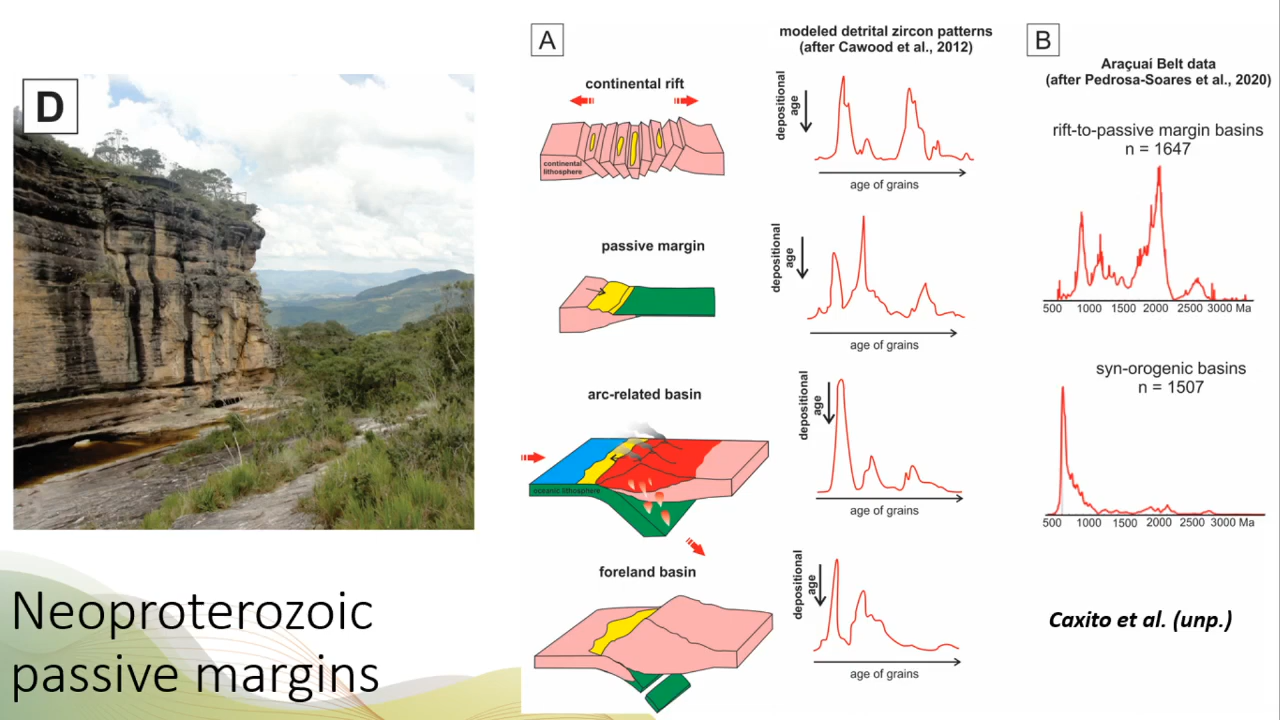 D
Neoproterozoic
passive margins
A
modeled detrital zircon patterns
(after Cawood et al., 2012)
continental rift
continental
lithosphere
depositional
age
age of grains
passive margin
depositional
age
age of grains
arc-related basin
oceanic lithosphere
depositional
age
age of grains
foreland basin
depositional
age
age of grains
B
Araçuai Belt data
(after Pedrosa-Soares et al., 2020)
rift-to-passive margin basins
n = 1647
500 1000 1500 2000 2500 3000 Ma
syn-orogenic basins
n = 1507
500 1000 1500 2000 2500 3000 Ma
Caxito et al. (unp.)